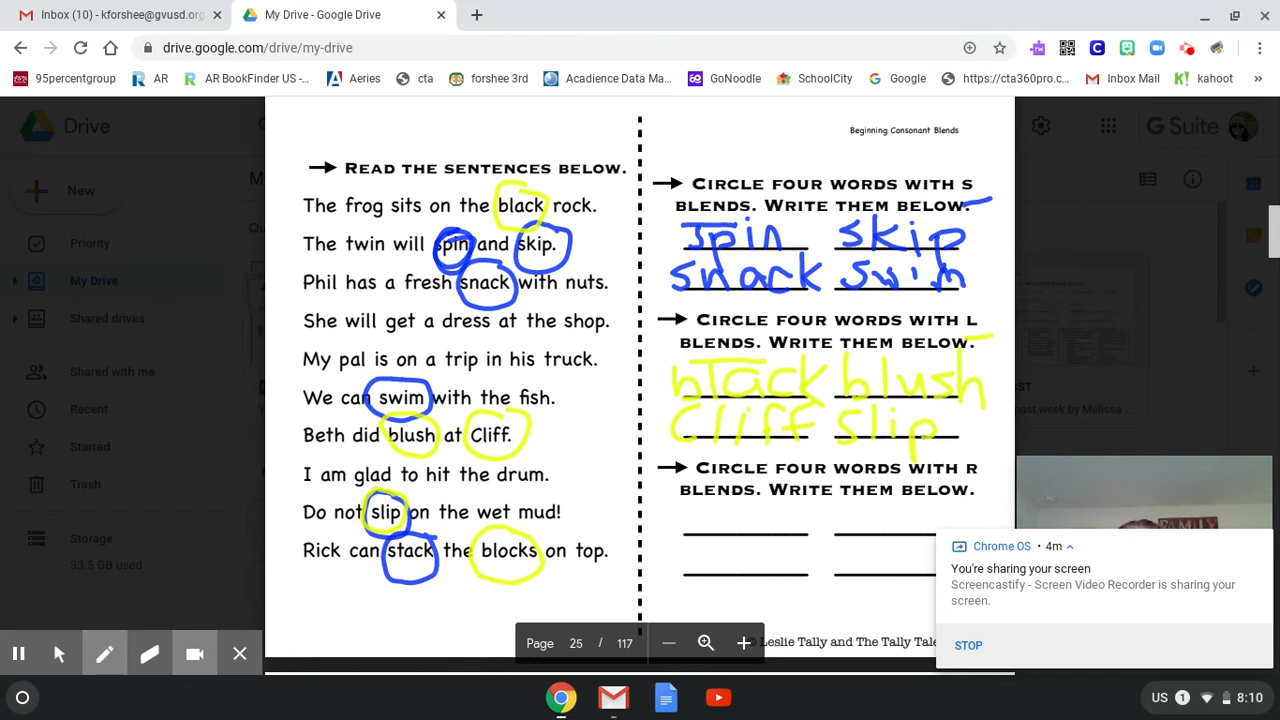 Inbox (10) - kforshee@gvusd.org
My Drive - Google Drive
drive.google.com/drive/my-drive
95percentgroup
AR
AR BookFinder US -...
Aeries
cta
forshee 3rd
Acadience Data Ma...
GoNoodle
SchoolCity
Google
https://cta360pro.c...
Inbox Mail
kahoot
Drive
G Suite
New
Priority
My Drive
Shared drives
Shared with me
Recent
Starred
Trash
Storage
33.5 GB used
Beginning Consonant Blends
READ THE SENTENCES BELOW.
The frog sits on the black rock.
The twin will spin and skip.
Phil has a fresh snack with nuts.
She will get a dress at the shop.
My pal is on a trip in his truck.
We can swim with the fish.
Beth did blush at Cliff.
I am glad to hit the drum.
Do not slip on the wet mud!
Rick can stack the blocks on top.
CIRCLE FOUR WORDS WITH S
BLENDS. WRITE THEM BELOW.
spin skip
snack swim
CIRCLE FOUR WORDS WITH L
BLENDS. WRITE THEM BELOW.
black blush
Cliff slip
CIRCLE FOUR WORDS WITH R
BLENDS. WRITE THEM BELOW.
© Leslie Tally and The Tally Tale
Page 25 / 117
SST
cast week by Melissa
FAMILY
Chrome OS • 4m
You're sharing your screen
Screencastify - Screen Video Recorder is sharing your
screen.
STOP
US 1 8:10